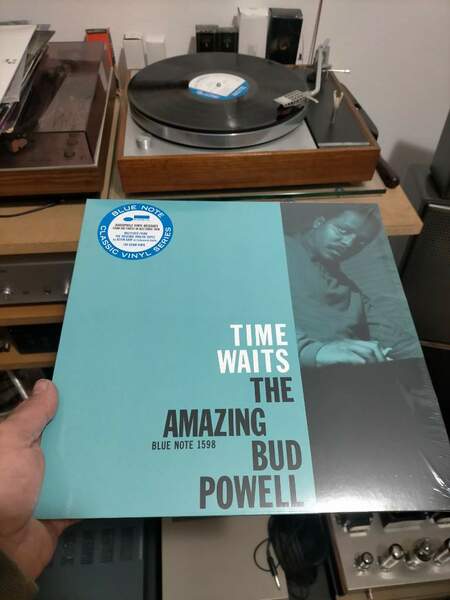 BLUE NOTE
CLASSIC VINYL SERIES
TIME
WAITS
THE
AMAZING
BLUE NOTE 1598
BUD
POWELL